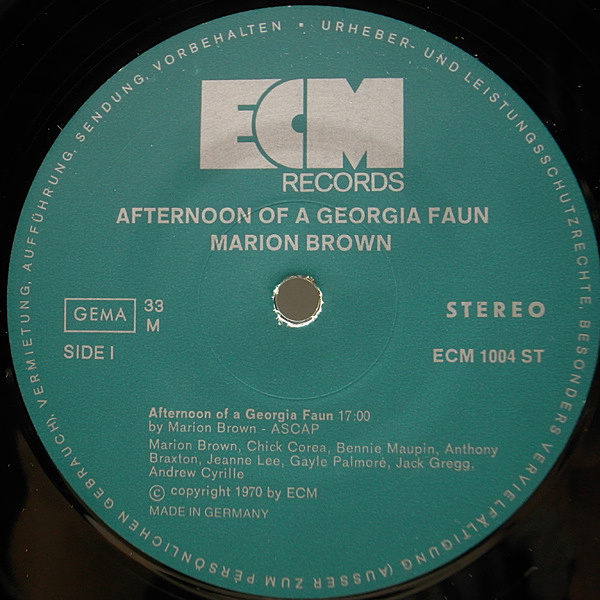 URHEBER- UND LEISTUNGSSCHUTZRECHTE, BESONDERS VERVIELFÄLTIGUNG (AUSSER ZUM PERSÖNLICHEN GEBRAUCH), VERMIETUNG, AUFFÜHRUNG, SENDUNG, VORBEHALTEN •
ECM
RECORDS
AFTERNOON OF A GEORGIA FAUN
MARION BROWN
GEMA 33 M
STEREO
SIDE I
ECM 1004 ST
Afternoon of a Georgia Faun 17:00
by Marion Brown - ASCAP
Marion Brown, Chick Corea, Bennie Maupin, Anthony
Braxton, Jeanne Lee, Gayle Palmoré, Jack Gregg,
Andrew Cyrille
© copyright 1970 by ECM
MADE IN GERMANY